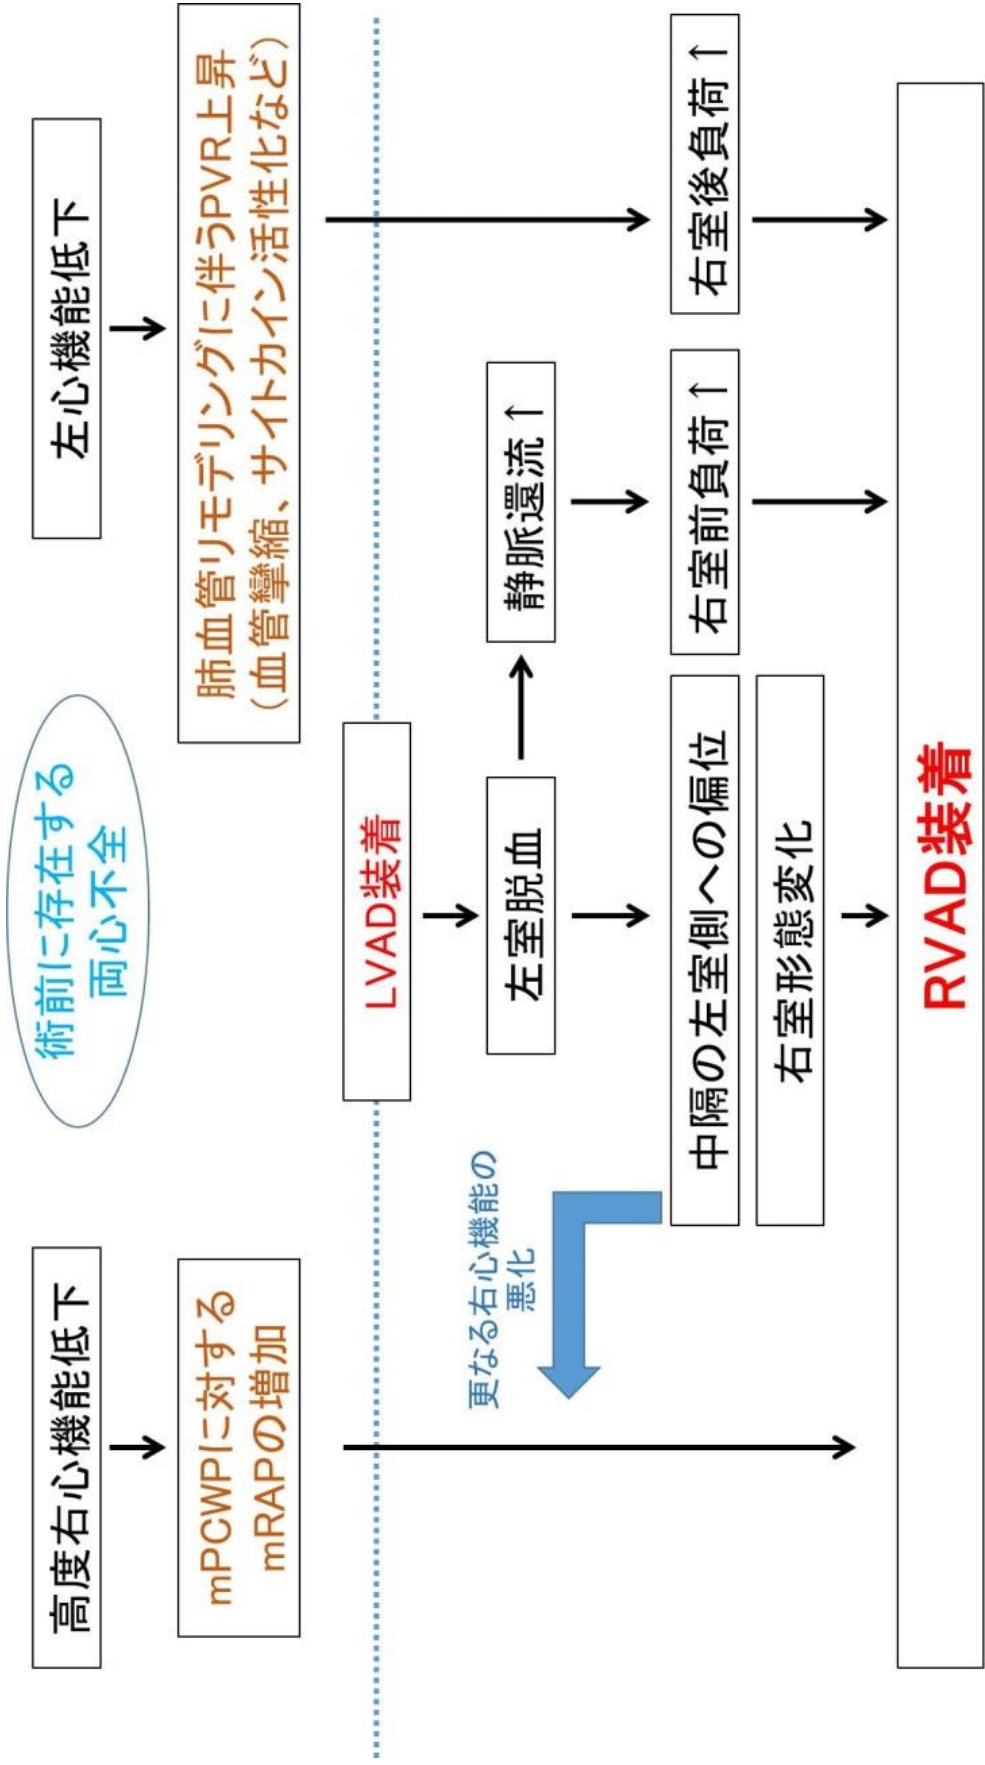 術前に存在する
両心不全
高度右心機能低下
左心機能低下
mPCWPに対する
mRAPの増加
肺血管リモデリングに伴うPVR上昇
（血管攣縮、サイトカイン活性化など）
LVAD装着
更なる右心機能の
悪化
左室脱血
静脈還流↑
中隔の左室側への偏位
右室形態変化
右室前負荷↑
右室後負荷↑
RVAD装着